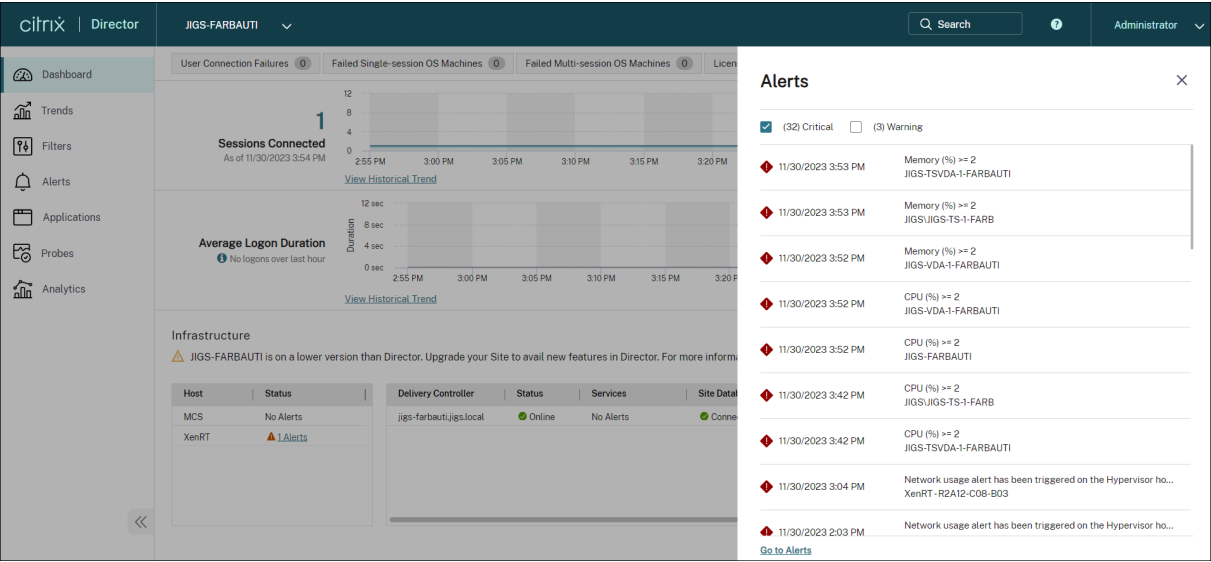 citrix | Director
JIGS-FARBAUTI
Search
?
Administrator
Dashboard
Trends
Filters
Alerts
Applications
Probes
Analytics
User Connection Failures 0
Failed Single-session OS Machines 0
Failed Multi-session OS Machines 0
Licen
1
Sessions Connected
As of 11/30/2023 3:54 PM
12
8
4
0
2:55 PM 3:00 PM 3:05 PM 3:10 PM 3:15 PM 3:20 PM
View Historical Trend
Average Logon Duration
No logons over last hour
Duration
12 sec
8 sec
4 sec
0 sec
2:55 PM 3:00 PM 3:05 PM 3:10 PM 3:15 PM 3:20 P
View Historical Trend
Infrastructure
JIGS-FARBAUTI is on a lower version than Director. Upgrade your Site to avail new features in Director. For more informa
Host Status
MCS No Alerts
XenRT 1 Alerts
Delivery Controller Status Services Site Datal
jigs-farbauti.jigs.local Online No Alerts Conne
Alerts
(32) Critical (3) Warning
11/30/2023 3:53 PM Memory (%) >= 2
JIGS-TSVDA-1-FARBAUTI
11/30/2023 3:53 PM Memory (%) >= 2
JIGS\JIGS-TS-1-FARB
11/30/2023 3:52 PM Memory (%) >= 2
JIGS-VDA-1-FARBAUTI
11/30/2023 3:52 PM CPU (%) >= 2
JIGS-VDA-1-FARBAUTI
11/30/2023 3:52 PM CPU (%) >= 2
JIGS-FARBAUTI
11/30/2023 3:42 PM CPU (%) >= 2
JIGS\JIGS-TS-1-FARB
11/30/2023 3:42 PM CPU (%) >= 2
JIGS-TSVDA-1-FARBAUTI
11/30/2023 3:04 PM Network usage alert has been triggered on the Hypervisor ho...
XenRT - R2A12-C08-B03
11/30/2023 2:03 PM Network usage alert has been triggered on the Hypervisor ho...
Go to Alerts